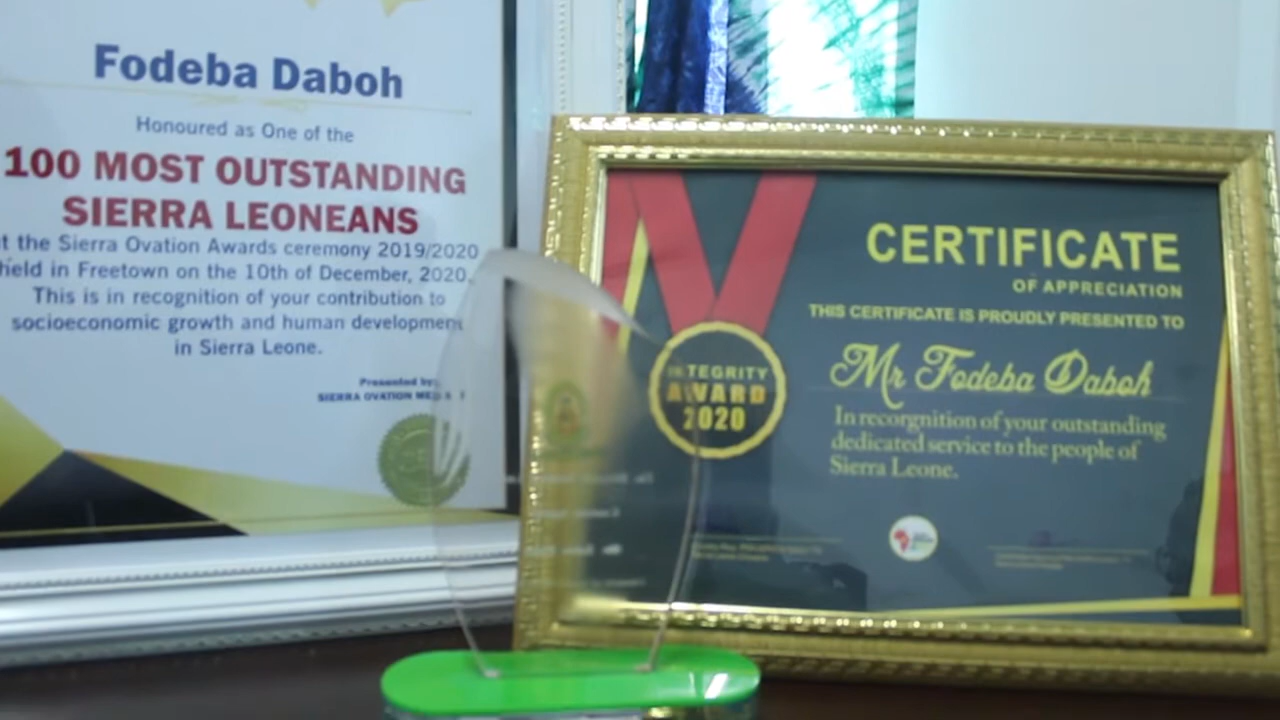 Fodeba Daboh
Honoured as One of the
100 MOST OUTSTANDING
SIERRA LEONEANS
t the Sierra Ovation Awards ceremony 2019/2020
held in Freetown on the 10th of December, 2020.
This is in recognition of your contribution to
socioeconomic growth and human development
in Sierra Leone.
Presented by:
SIERRA OVATION
CERTIFICATE
OF APPRECIATION
THIS CERTIFICATE IS PROUDLY PRESENTED TO
Mr Fodeba Daboh
In recorgnition of your outstanding
dedicated service to the people of
Sierra Leone.
INTEGRITY
AWARD
2020